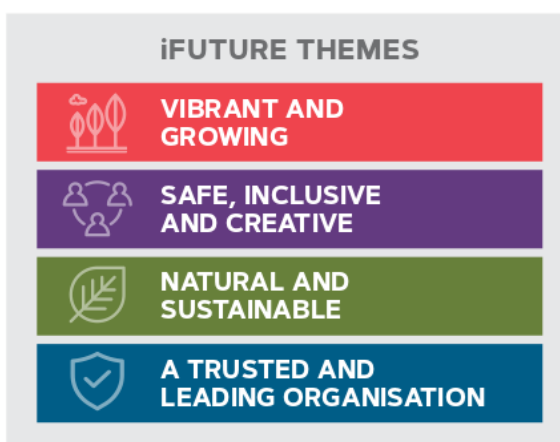 iFUTURE THEMES
VIBRANT AND
GROWING
SAFE, INCLUSIVE
AND CREATIVE
NATURAL AND
SUSTAINABLE
A TRUSTED AND
LEADING ORGANISATION